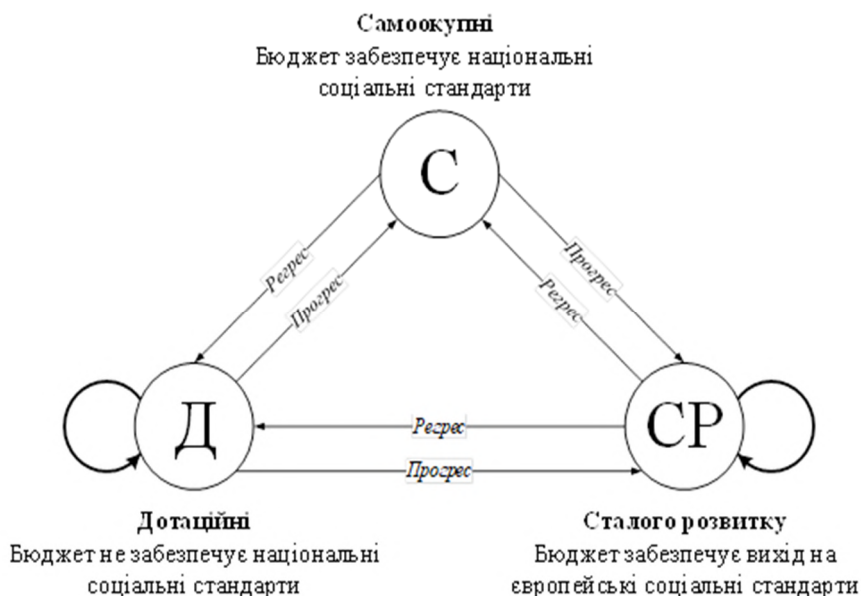 Самоокупні
Бюджет забезпечує національні
соціальні стандарти
С
Регрес
Прогрес
Прогрес
Регрес
Д
Регрес
Прогрес
СР
Дотаційні
Бюджет не забезпечує національні
соціальні стандарти
Сталого розвитку
Бюджет забезпечує вихід на
європейські соціальні стандарти